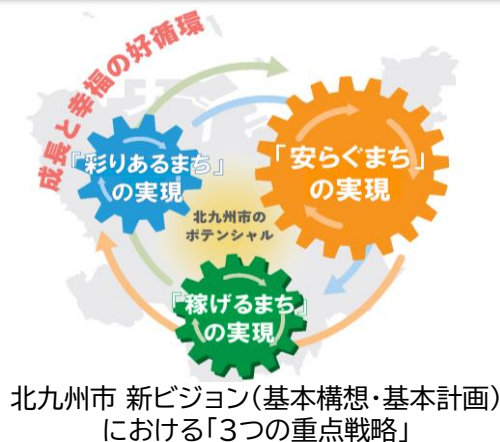 成長と幸福の好循環
『彩りあるまち』
の実現
「安らぐまち」
の実現
北九州市の
ポテンシャル
『稼げるまち』
の実現
北九州市 新ビジョン(基本構想・基本計画)
における「3つの重点戦略」